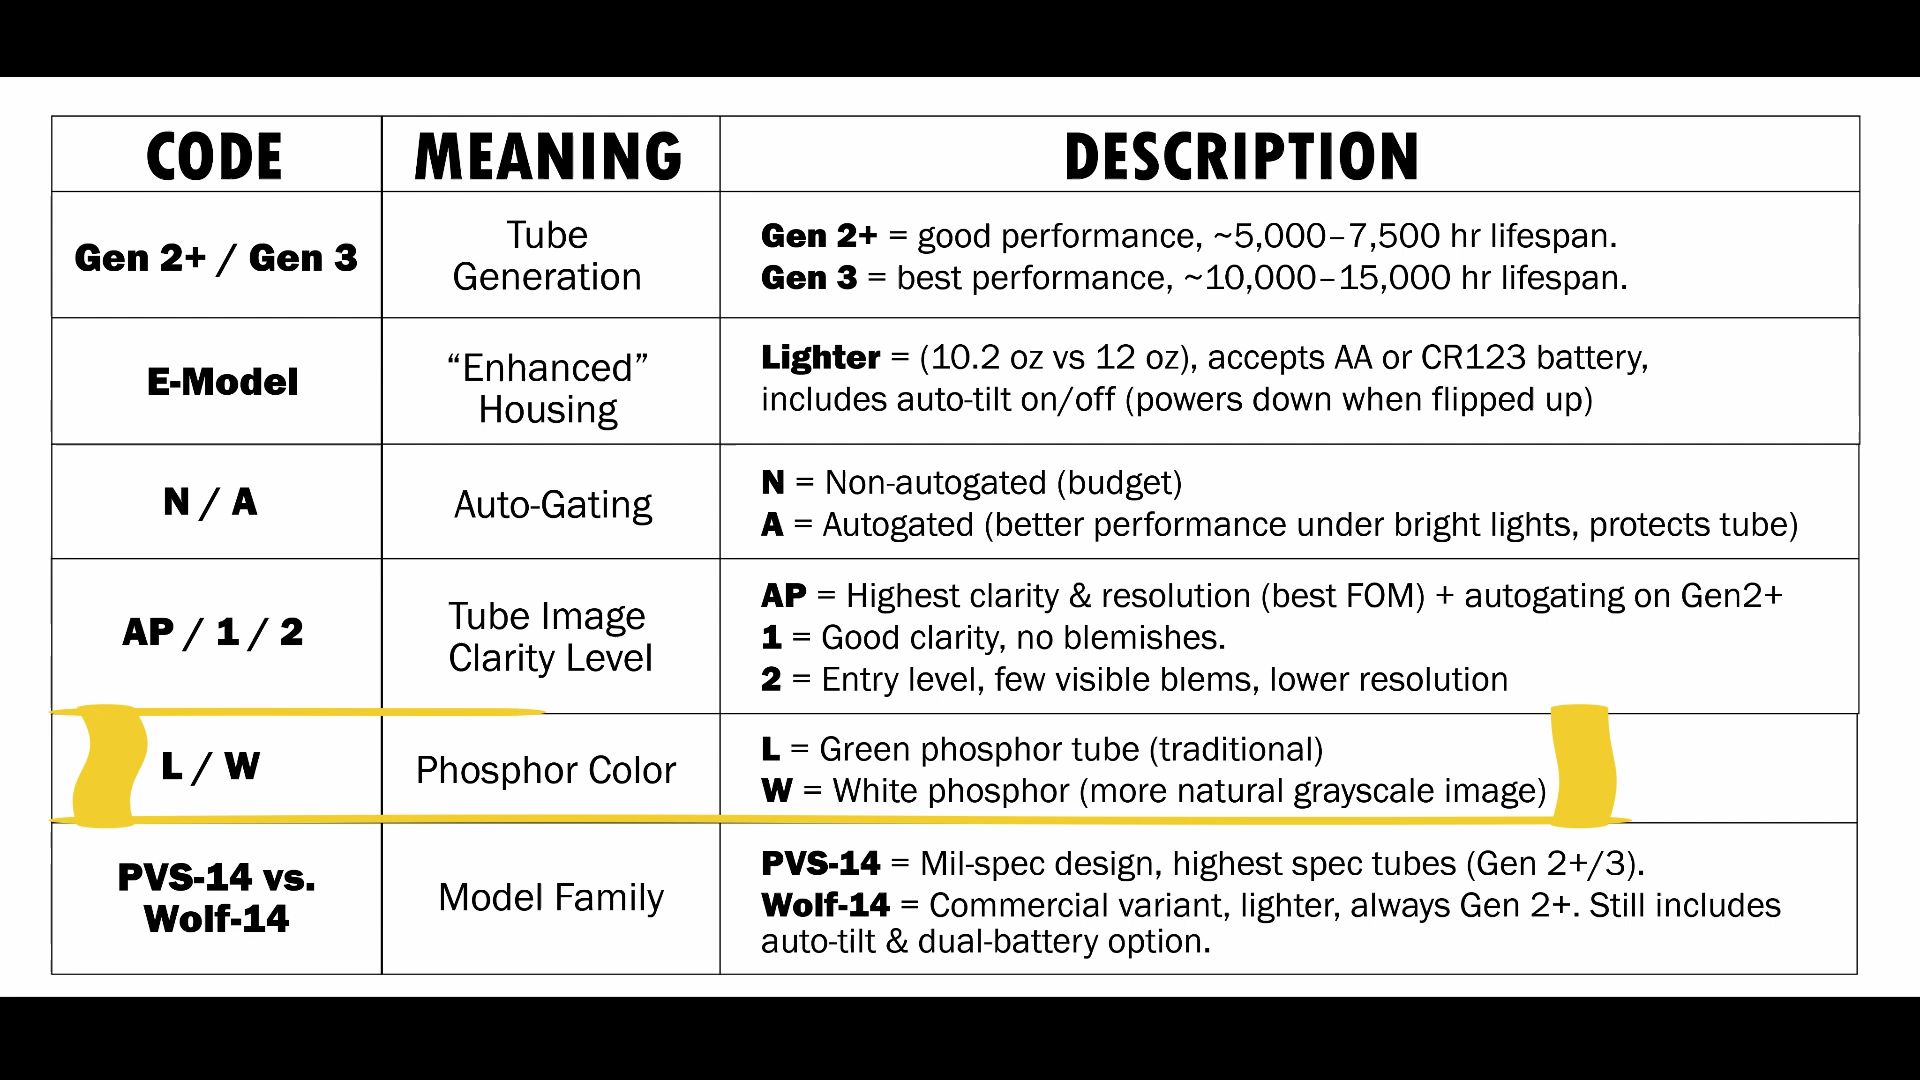 CODE MEANING DESCRIPTION
Gen 2+ / Gen 3
Tube
Generation
Gen 2+ = good performance, ~5,000–7,500 hr lifespan.
Gen 3 = best performance, ~10,000–15,000 hr lifespan.
E-Model
“Enhanced”
Housing
Lighter = (10.2 oz vs 12 oz), accepts AA or CR123 battery,
includes auto-tilt on/off (powers down when flipped up)
N / A
Auto-Gating
N = Non-autogated (budget)
A = Autogated (better performance under bright lights, protects tube)
AP / 1 / 2
Tube Image
Clarity Level
AP = Highest clarity & resolution (best FOM) + autogating on Gen2+
1 = Good clarity, no blemishes.
2 = Entry level, few visible blems, lower resolution
L / W
Phosphor Color
L = Green phosphor tube (traditional)
W = White phosphor (more natural grayscale image)
PVS-14 vs.
Wolf-14
Model Family
PVS-14 = Mil-spec design, highest spec tubes (Gen 2+/3).
Wolf-14 = Commercial variant, lighter, always Gen 2+. Still includes
auto-tilt & dual-battery option.